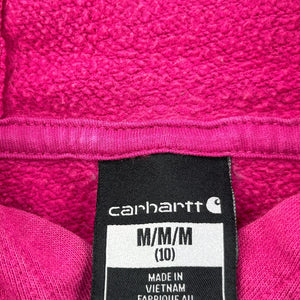 carhartt
M/M/M
(10)
MADE IN
VIETNAM
FABRIQUE AU